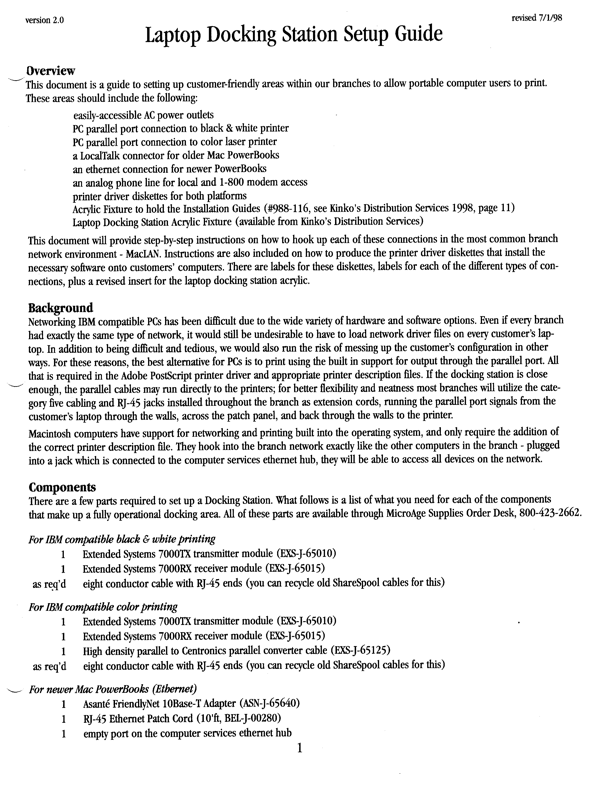 version 2.0
revised 7/1/98
Laptop Docking Station Setup Guide
Overview
This document is a guide to setting up customer-friendly areas within our branches to allow portable computer users to print.
These areas should include the following:
easily-accessible AC power outlets
PC parallel port connection to black & white printer
PC parallel port connection to color laser printer
a LocalTalk connector for older Mac PowerBooks
an ethernet connection for newer PowerBooks
an analog phone line for local and 1-800 modem access
printer driver diskettes for both platforms
Acrylic Fixture to hold the Installation Guides (#988-116, see Kinko's Distribution Services 1998, page 11)
Laptop Docking Station Acrylic Fixture (available from Kinko's Distribution Services)
This document will provide step-by-step instructions on how to hook up each of these connections in the most common branch
network environment - MacLAN. Instructions are also included on how to produce the printer driver diskettes that install the
necessary software onto customers' computers. There are labels for these diskettes, labels for each of the different types of con-
nections, plus a revised insert for the laptop docking station acrylic.
Background
Networking IBM compatible PCs has been difficult due to the wide variety of hardware and software options. Even if every branch
had exactly the same type of network, it would still be undesirable to have to load network driver files on every customer's lap-
top. In addition to being difficult and tedious, we would also run the risk of messing up the customer's configuration in other
ways. For these reasons, the best alternative for PCs is to print using the built in support for output through the parallel port. All
that is required in the Adobe PostScript printer driver and appropriate printer description files. If the docking station is close
enough, the parallel cables may run directly to the printers; for better flexibility and neatness most branches will utilize the cate-
gory five cabling and RJ-45 jacks installed throughout the branch as extension cords, running the parallel port signals from the
customer's laptop through the walls, across the patch panel, and back through the walls to the printer.
Macintosh computers have support for networking and printing built into the operating system, and only require the addition of
the correct printer description file. They hook into the branch network exactly like the other computers in the branch - plugged
into a jack which is connected to the computer services ethernet hub, they will be able to access all devices on the network.
Components
There are a few parts required to set up a Docking Station. What follows is a list of what you need for each of the components
that make up a fully operational docking area. All of these parts are available through MicroAge Supplies Order Desk, 800-423-2662.
For IBM compatible black & white printing
1 Extended Systems 7000TX transmitter module (EXS-J-65010)
1 Extended Systems 7000RX receiver module (EXS-J-65015)
as req'd eight conductor cable with RJ-45 ends (you can recycle old ShareSpool cables for this)
For IBM compatible color printing
1 Extended Systems 7000TX transmitter module (EXS-J-65010)
1 Extended Systems 7000RX receiver module (EXS-J-65015)
1 High density parallel to Centronics parallel converter cable (EXS-J-65125)
as req'd eight conductor cable with RJ-45 ends (you can recycle old ShareSpool cables for this)
For newer Mac PowerBooks (Ethernet)
1 Asanté FriendlyNet 10Base-T Adapter (ASN-J-65640)
1 RJ-45 Ethernet Patch Cord (10'ft, BEL-J-00280)
1 empty port on the computer services ethernet hub
1